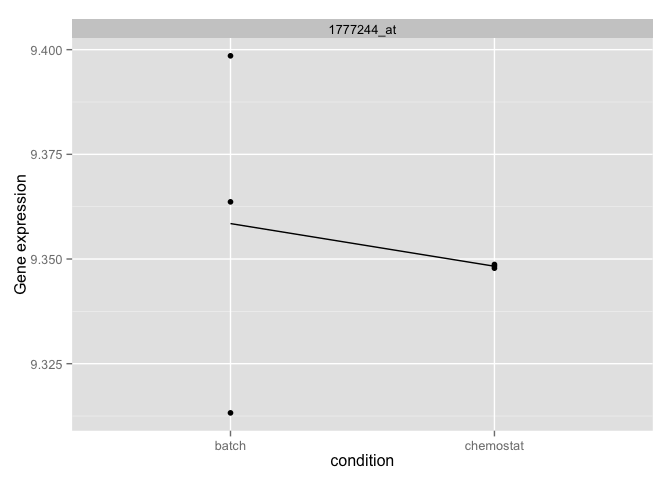 1777244_at
9.400
9.375
9.350
9.325
Gene expression
batch
chemostat
condition